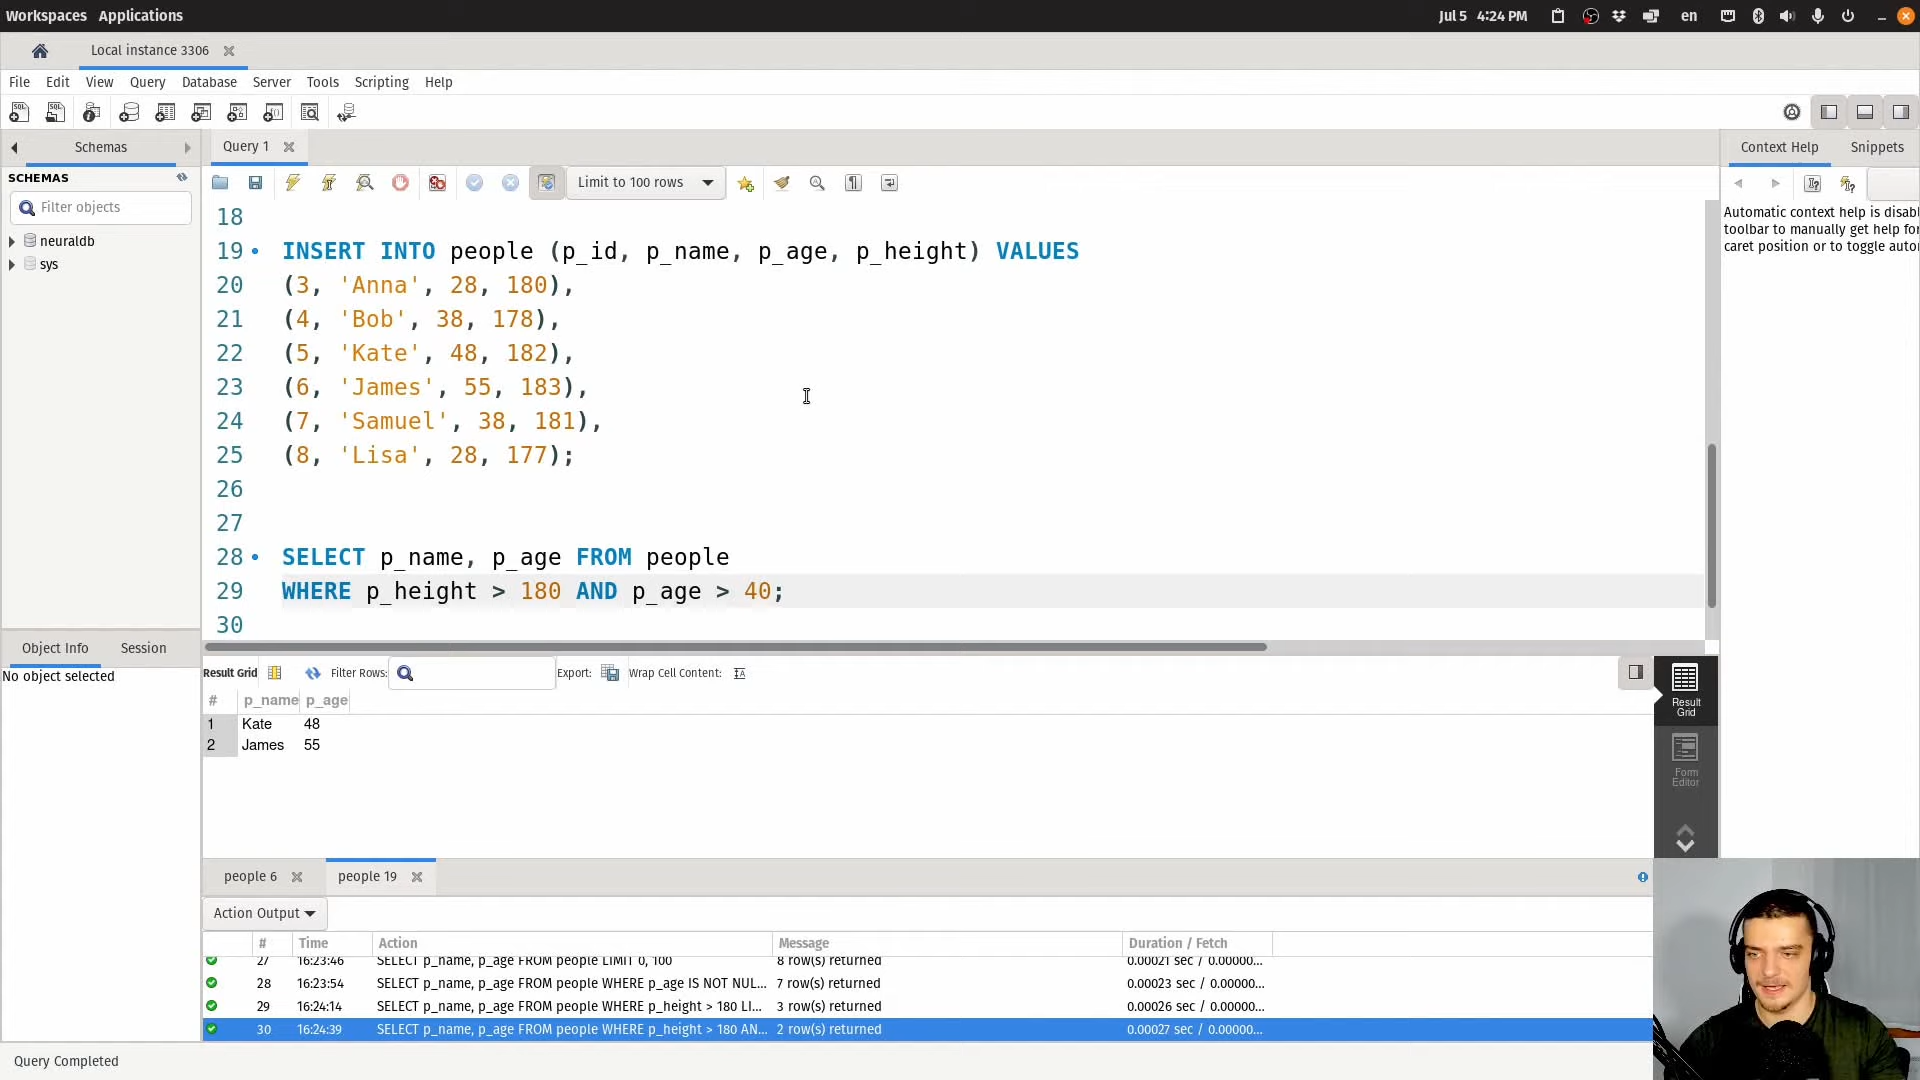 Workspaces Applications
Jul 5 4:24 PM
en
Local instance 3306
File Edit View Query Database Server Tools Scripting Help
Schemas
Query 1
Context Help Snippets
SCHEMAS
Limit to 100 rows
Filter objects
Automatic context help is disabl
toolbar to manually get help for
caret position or to toggle auto
neuraldb
sys
18
19 INSERT INTO people (p_id, p_name, p_age, p_height) VALUES
20 (3, 'Anna', 28, 180),
21 (4, 'Bob', 38, 178),
22 (5, 'Kate', 48, 182),
23 (6, 'James', 55, 183),
24 (7, 'Samuel', 38, 181),
25 (8, 'Lisa', 28, 177);
26
27
28 SELECT p_name, p_age FROM people
29 WHERE p_height > 180 AND p_age > 40;
30
Object Info Session
No object selected
Result Grid Filter Rows: Export: Wrap Cell Content:
# p_name p_age
1 Kate 48
2 James 55
Result
Grid
Form
Editor
people 6 people 19
Action Output
# Time Action Message Duration / Fetch
27 16:23:46 SELECT p_name, p_age FROM people LIMIT 0, 100 8 row(s) returned 0.00021 sec / 0.00000...
28 16:23:54 SELECT p_name, p_age FROM people WHERE p_age IS NOT NUL... 7 row(s) returned 0.00023 sec / 0.00000...
29 16:24:14 SELECT p_name, p_age FROM people WHERE p_height > 180 LI... 3 row(s) returned 0.00026 sec / 0.00000...
30 16:24:39 SELECT p_name, p_age FROM people WHERE p_height > 180 AN... 2 row(s) returned 0.00027 sec / 0.00000...
Query Completed